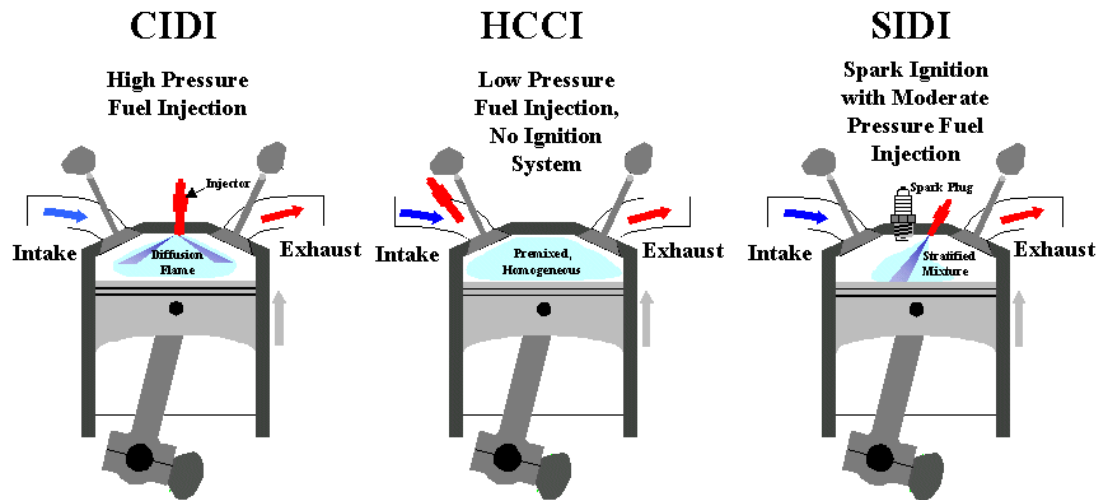 CIDI
High Pressure
Fuel Injection
Injector
Intake
Exhaust
Diffusion
Flame
HCCI
Low Pressure
Fuel Injection,
No Ignition
System
Intake
Exhaust
Premixed,
Homogeneous
SIDI
Spark Ignition
with Moderate
Pressure Fuel
Injection
Spark Plug
Intake
Exhaust
Stratified
Mixture